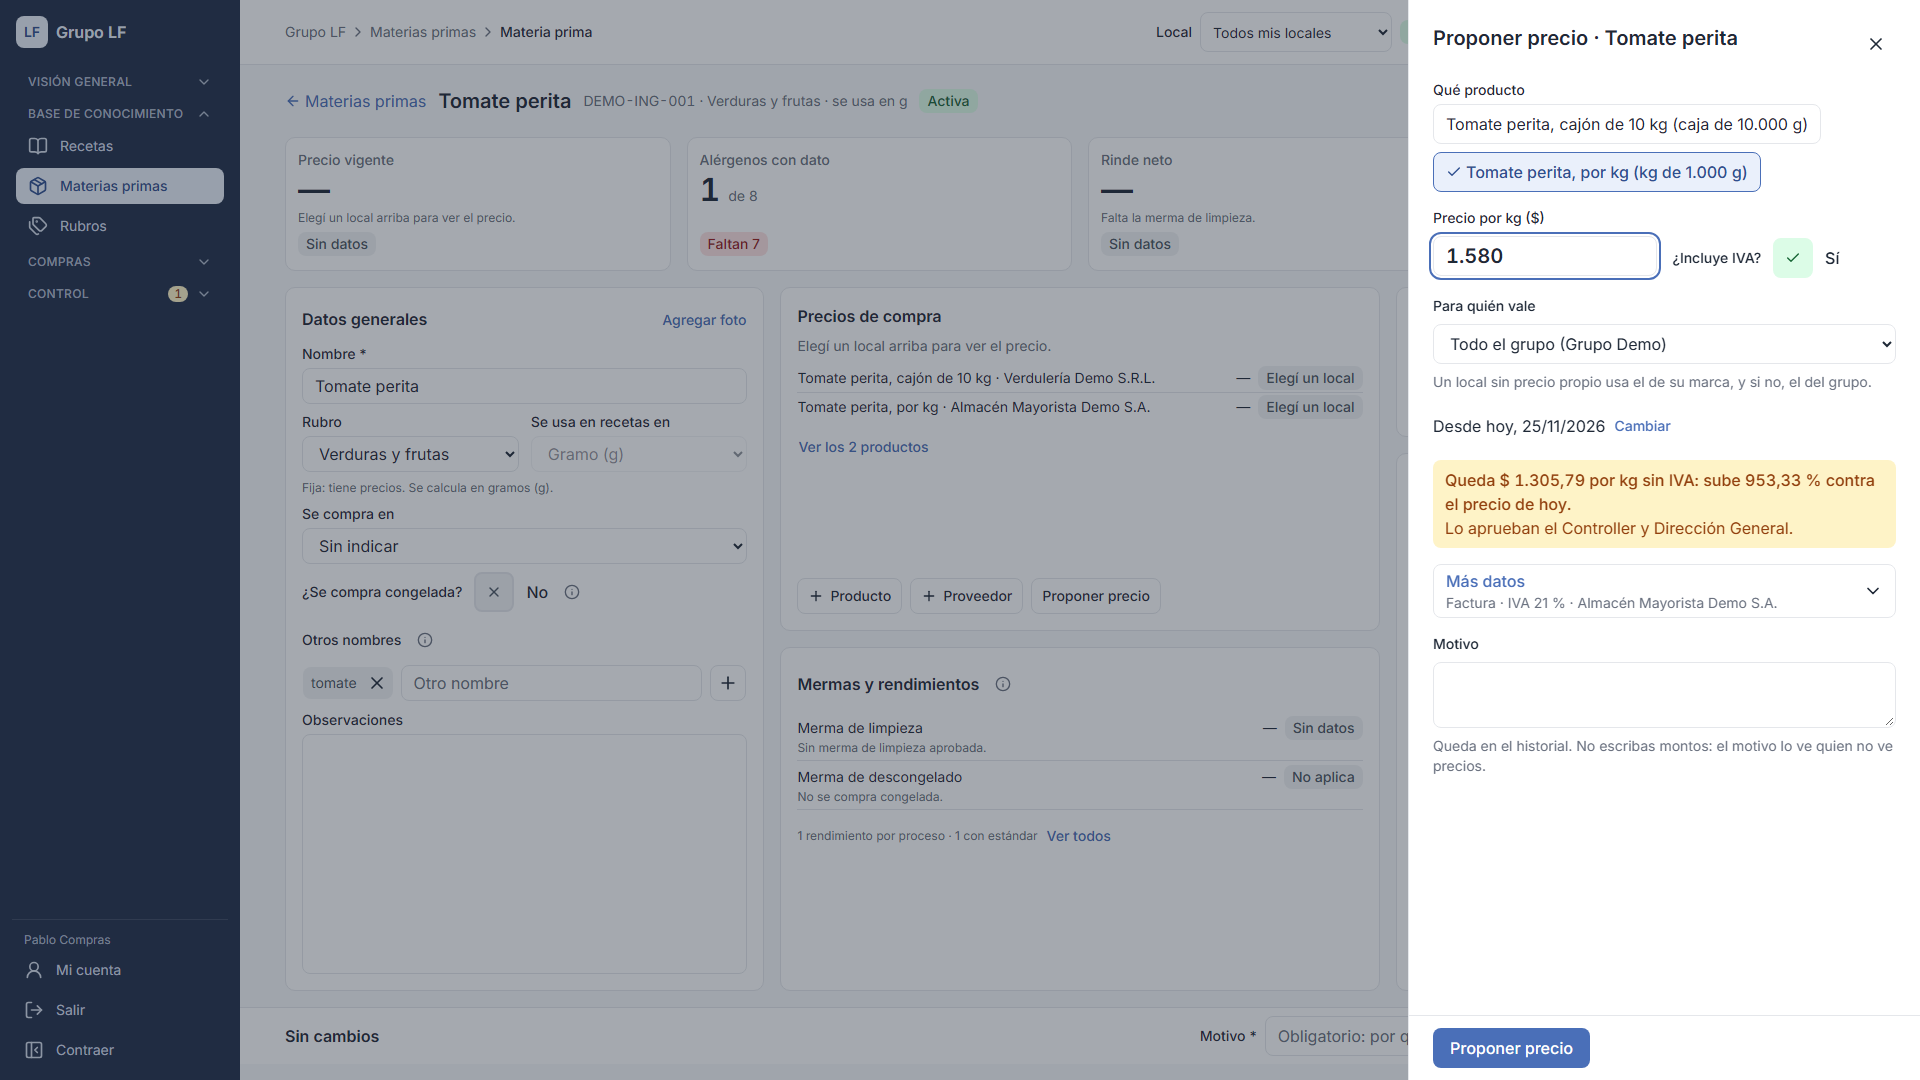 LF Grupo LF
VISIÓN GENERAL
BASE DE CONOCIMIENTO
Recetas
Materias primas
Rubros
COMPRAS
CONTROL 1
Pablo Compras
Mi cuenta
Salir
Contraer
Grupo LF > Materias primas > Materia prima
Local Todos mis locales
← Materias primas Tomate perita DEMO-ING-001 · Verduras y frutas · se usa en g Activa
Precio vigente
—
Elegí un local arriba para ver el precio.
Sin datos
Alérgenos con dato
1 de 8
Faltan 7
Rinde neto
—
Falta la merma de limpieza.
Sin datos
Datos generales Agregar foto
Nombre *
Tomate perita
Rubro Se usa en recetas en
Verduras y frutas Gramo (g)
Fija: tiene precios. Se calcula en gramos (g).
Se compra en
Sin indicar
¿Se compra congelada? No
Otros nombres
tomate Otro nombre
Observaciones
Precios de compra
Elegí un local arriba para ver el precio.
Tomate perita, cajón de 10 kg · Verdulería Demo S.R.L. — Elegí un local
Tomate perita, por kg · Almacén Mayorista Demo S.A. — Elegí un local
Ver los 2 productos
+ Producto + Proveedor Proponer precio
Mermas y rendimientos
Merma de limpieza — Sin datos
Sin merma de limpieza aprobada.
Merma de descongelado — No aplica
No se compra congelada.
1 rendimiento por proceso · 1 con estándar Ver todos
Sin cambios Motivo * Obligatorio: por q
Proponer precio · Tomate perita
Qué producto
Tomate perita, cajón de 10 kg (caja de 10.000 g)
Tomate perita, por kg (kg de 1.000 g)
Precio por kg ($)
1.580 ¿Incluye IVA? Sí
Para quién vale
Todo el grupo (Grupo Demo)
Un local sin precio propio usa el de su marca, y si no, el del grupo.
Desde hoy, 25/11/2026 Cambiar
Queda $ 1.305,79 por kg sin IVA: sube 953,33 % contra
el precio de hoy.
Lo aprueban el Controller y Dirección General.
Más datos
Factura · IVA 21 % · Almacén Mayorista Demo S.A.
Motivo
Queda en el historial. No escribas montos: el motivo lo ve quien no ve
precios.
Proponer precio